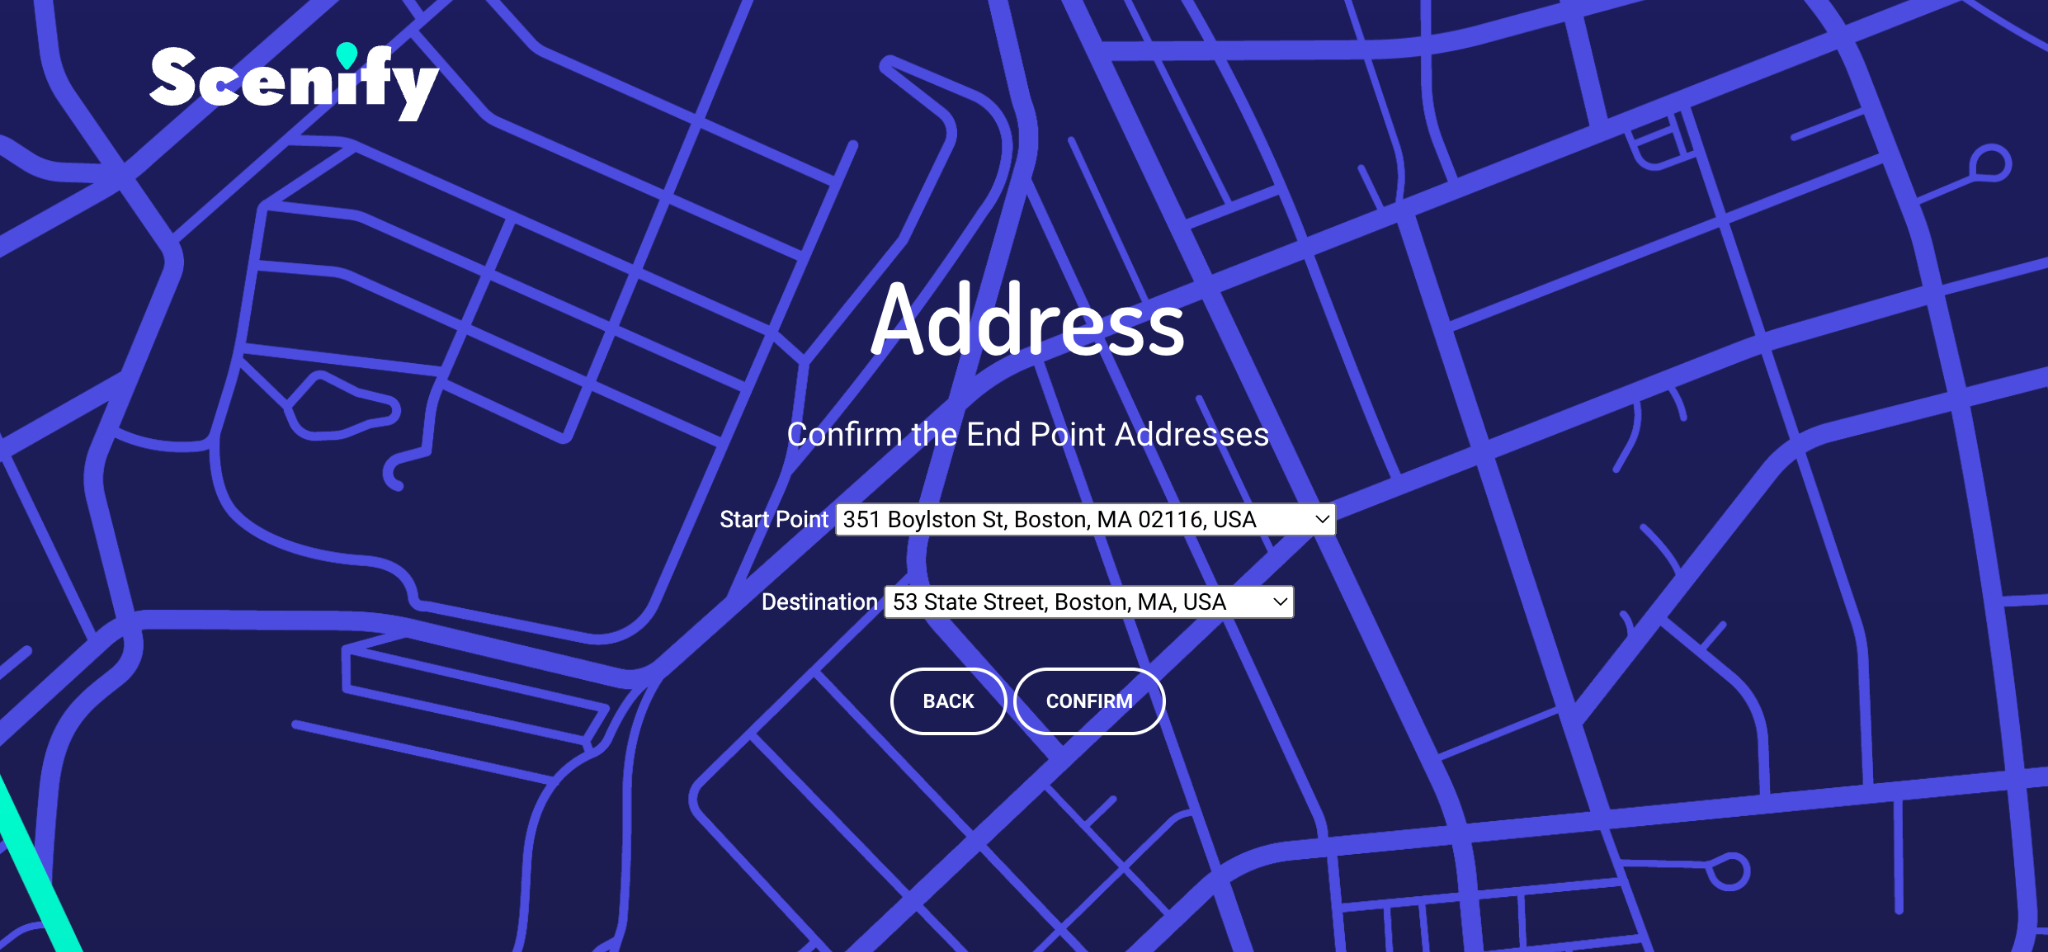 Scenify
Address
Confirm the End Point Addresses
Start Point 351 Boylston St, Boston, MA 02116, USA
Destination 53 State Street, Boston, MA, USA
BACK CONFIRM